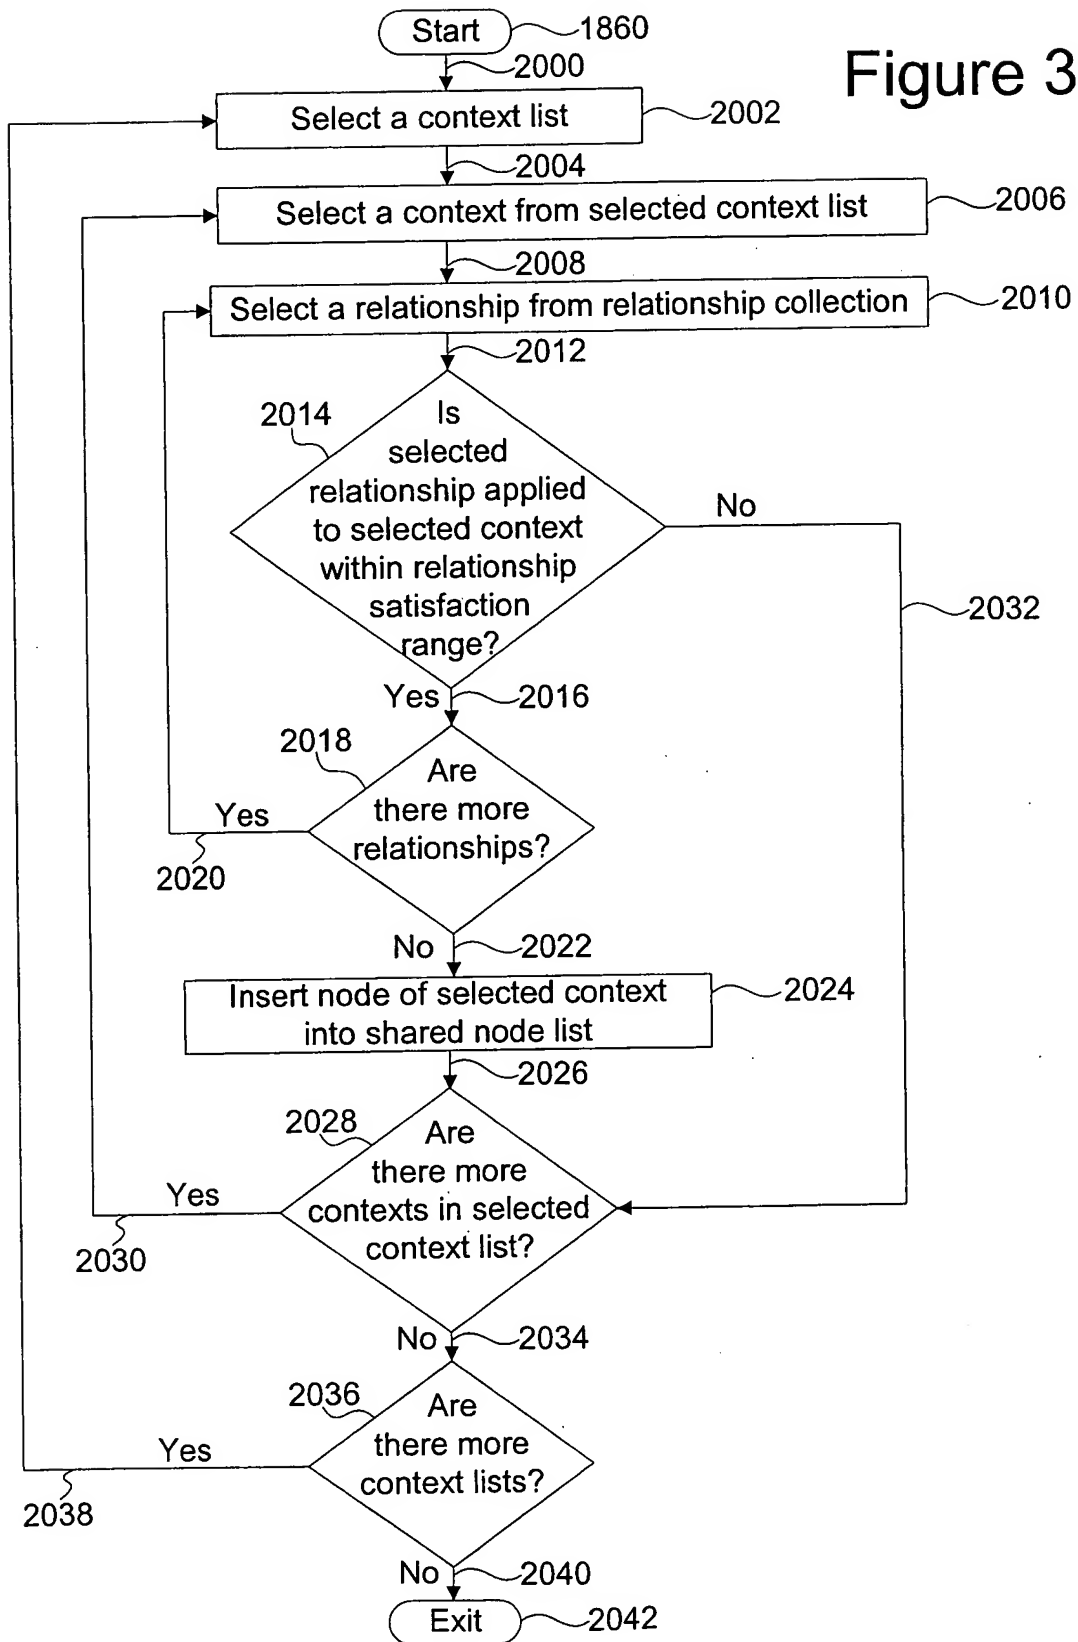 Start
1860
Figure 3
2000
Select a context list
2002
2004
Select a context from selected context list
2006
2008
Select a relationship from relationship collection
2010
2012
2014
Is
selected
relationship applied
to selected context
within relationship
satisfaction
range?
No
2032
Yes
2016
2018
Are
there more
relationships?
Yes
2020
No
2022
Insert node of selected context
into shared node list
2024
2026
2028
Are
there more
contexts in selected
context list?
Yes
2030
No
2034
2036
Are
there more
context lists?
Yes
2038
No
2040
Exit
2042